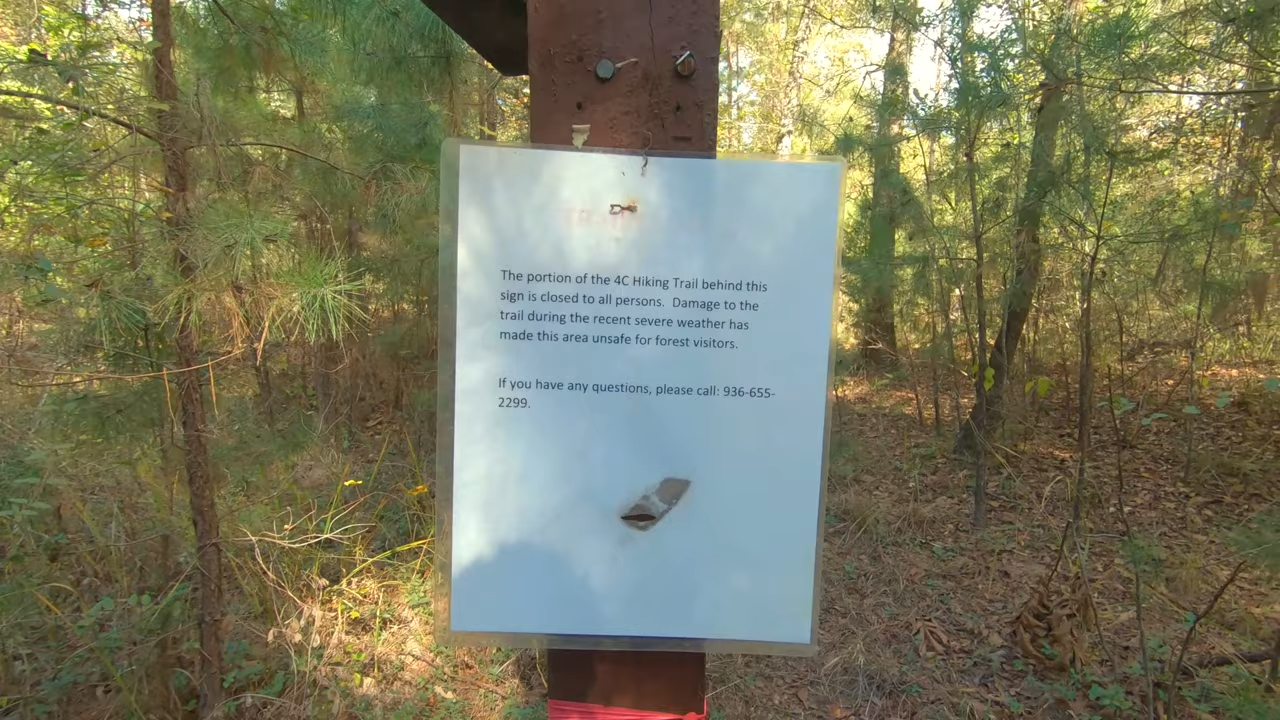 The portion of the 4C Hiking Trail behind this
sign is closed to all persons. Damage to the
trail during the recent severe weather has
made this area unsafe for forest visitors.
If you have any questions, please call: 936-655-
2299.